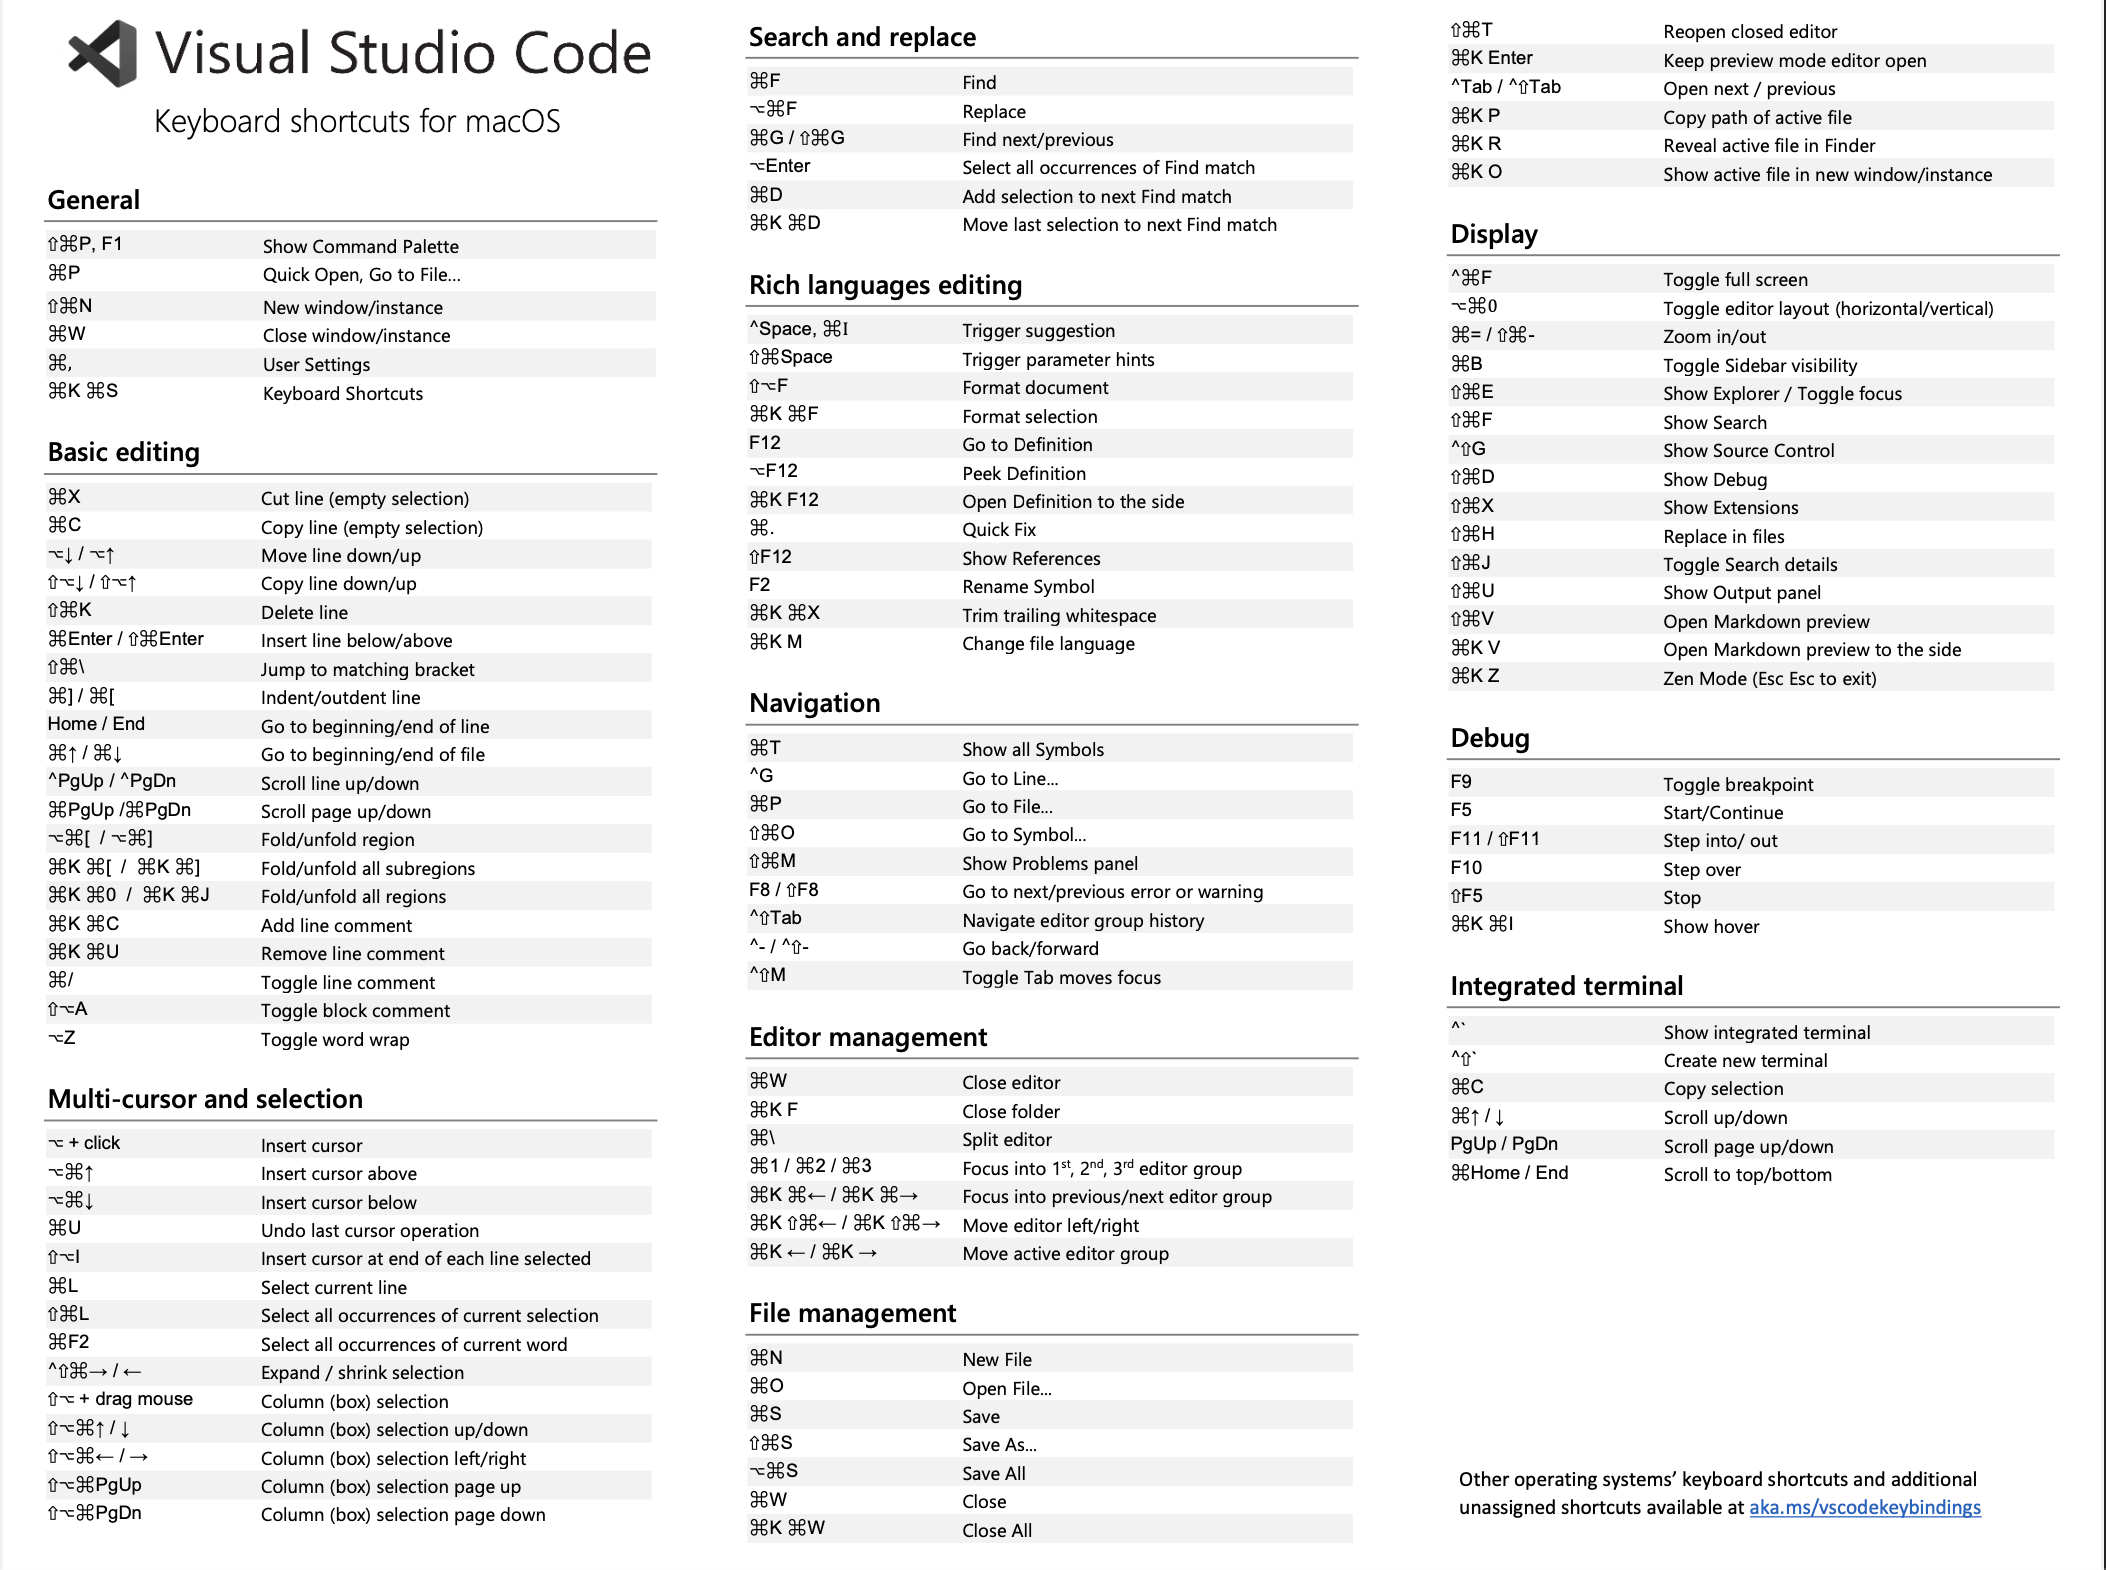 Visual Studio Code
Keyboard shortcuts for macOS
General
⇧⌘P, F1 Show Command Palette
⌘P Quick Open, Go to File…
⇧⌘N New window/instance
⌘W Close window/instance
⌘, User Settings
⌘K ⌘S Keyboard Shortcuts
Basic editing
⌘X Cut line (empty selection)
⌘C Copy line (empty selection)
⌥↓ / ⌥↑ Move line down/up
⇧⌥↓ / ⇧⌥↑ Copy line down/up
⇧⌘K Delete line
⌘Enter / ⇧⌘Enter Insert line below/above
⇧⌘\ Jump to matching bracket
⌘] / ⌘[ Indent/outdent line
Home / End Go to beginning/end of line
⌘↑ / ⌘↓ Go to beginning/end of file
^PgUp / ^PgDn Scroll line up/down
⌘PgUp /⌘PgDn Scroll page up/down
⌥⌘[ / ⌥⌘] Fold/unfold region
⌘K ⌘[ / ⌘K ⌘] Fold/unfold all subregions
⌘K ⌘0 / ⌘K ⌘J Fold/unfold all regions
⌘K ⌘C Add line comment
⌘K ⌘U Remove line comment
⌘/ Toggle line comment
⇧⌥A Toggle block comment
⌥Z Toggle word wrap
Multi-cursor and selection
⌥ + click Insert cursor
⌥⌘↑ Insert cursor above
⌥⌘↓ Insert cursor below
⌘U Undo last cursor operation
⇧⌥I Insert cursor at end of each line selected
⌘L Select current line
⇧⌘L Select all occurrences of current selection
⌘F2 Select all occurrences of current word
^⇧⌘→ / ← Expand / shrink selection
⇧⌥ + drag mouse Column (box) selection
⇧⌥⌘↑ / ↓ Column (box) selection up/down
⇧⌥⌘← / → Column (box) selection left/right
⇧⌥⌘PgUp Column (box) selection page up
⇧⌥⌘PgDn Column (box) selection page down
Search and replace
⌘F Find
⌥⌘F Replace
⌘G / ⇧⌘G Find next/previous
⌥Enter Select all occurrences of Find match
⌘D Add selection to next Find match
⌘K ⌘D Move last selection to next Find match
Rich languages editing
^Space, ⌘I Trigger suggestion
⇧⌘Space Trigger parameter hints
⇧⌥F Format document
⌘K ⌘F Format selection
F12 Go to Definition
⌥F12 Peek Definition
⌘K F12 Open Definition to the side
⌘. Quick Fix
⇧F12 Show References
F2 Rename Symbol
⌘K ⌘X Trim trailing whitespace
⌘K M Change file language
Navigation
⌘T Show all Symbols
^G Go to Line…
⌘P Go to File…
⇧⌘O Go to Symbol…
⇧⌘M Show Problems panel
F8 / ⇧F8 Go to next/previous error or warning
^⇧Tab Navigate editor group history
^- / ^⇧- Go back/forward
^⇧M Toggle Tab moves focus
Editor management
⌘W Close editor
⌘K F Close folder
⌘\ Split editor
⌘1 / ⌘2 / ⌘3 Focus into 1st, 2nd, 3rd editor group
⌘K ⌘← / ⌘K ⌘→ Focus into previous/next editor group
⌘K ⇧⌘← / ⌘K ⇧⌘→ Move editor left/right
⌘K ← / ⌘K → Move active editor group
File management
⌘N New File
⌘O Open File…
⌘S Save
⇧⌘S Save As…
⌥⌘S Save All
⌘W Close
⌘K ⌘W Close All
⇧⌘T Reopen closed editor
⌘K Enter Keep preview mode editor open
^Tab / ^⇧Tab Open next / previous
⌘K P Copy path of active file
⌘K R Reveal active file in Finder
⌘K O Show active file in new window/instance
Display
^⌘F Toggle full screen
⌥⌘0 Toggle editor layout (horizontal/vertical)
⌘= / ⇧⌘- Zoom in/out
⌘B Toggle Sidebar visibility
⇧⌘E Show Explorer / Toggle focus
⇧⌘F Show Search
^⇧G Show Source Control
⇧⌘D Show Debug
⇧⌘X Show Extensions
⇧⌘H Replace in files
⇧⌘J Toggle Search details
⇧⌘U Show Output panel
⇧⌘V Open Markdown preview
⌘K V Open Markdown preview to the side
⌘K Z Zen Mode (Esc Esc to exit)
Debug
F9 Toggle breakpoint
F5 Start/Continue
F11 / ⇧F11 Step into/ out
F10 Step over
⇧F5 Stop
⌘K ⌘I Show hover
Integrated terminal
^` Show integrated terminal
^⇧` Create new terminal
⌘C Copy selection
⌘↑ / ↓ Scroll up/down
PgUp / PgDn Scroll page up/down
⌘Home / End Scroll to top/bottom
Other operating systems’ keyboard shortcuts and additional
unassigned shortcuts available at aka.ms/vscodekeybindings